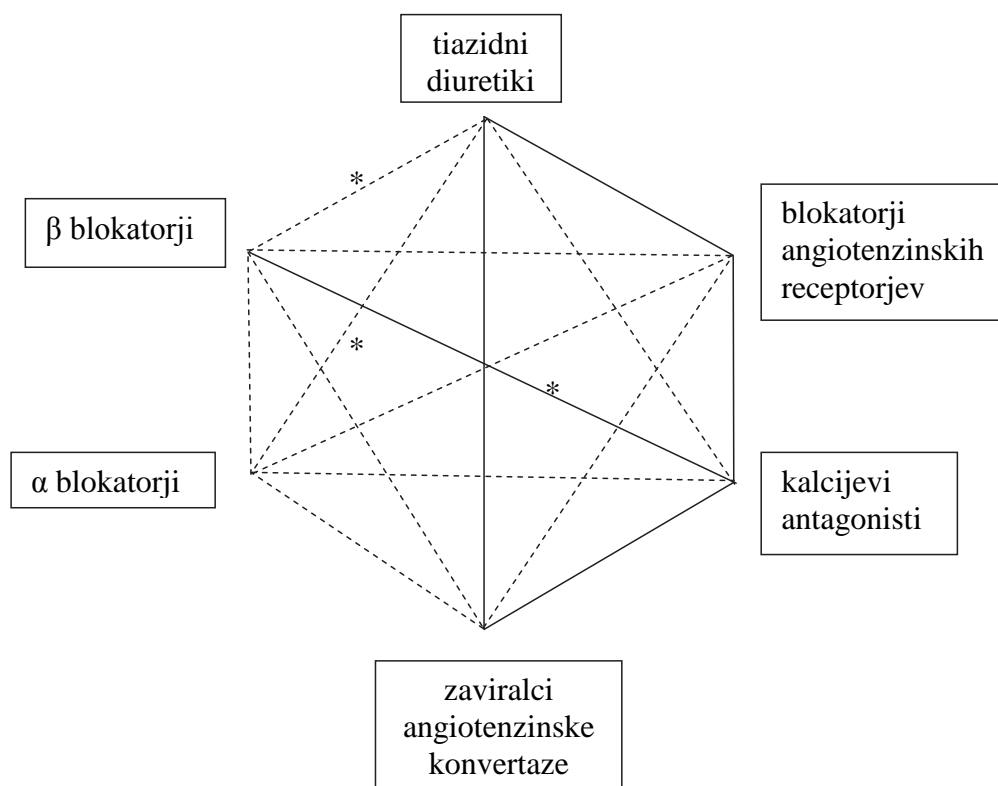 tiazidni
diuretiki
*
β blokatorji
blokatorji
angiotenzinskih
receptorjev
*
*
α blokatorji
kalcijevi
antagonisti
zaviralci
angiotenzinske
konvertaze